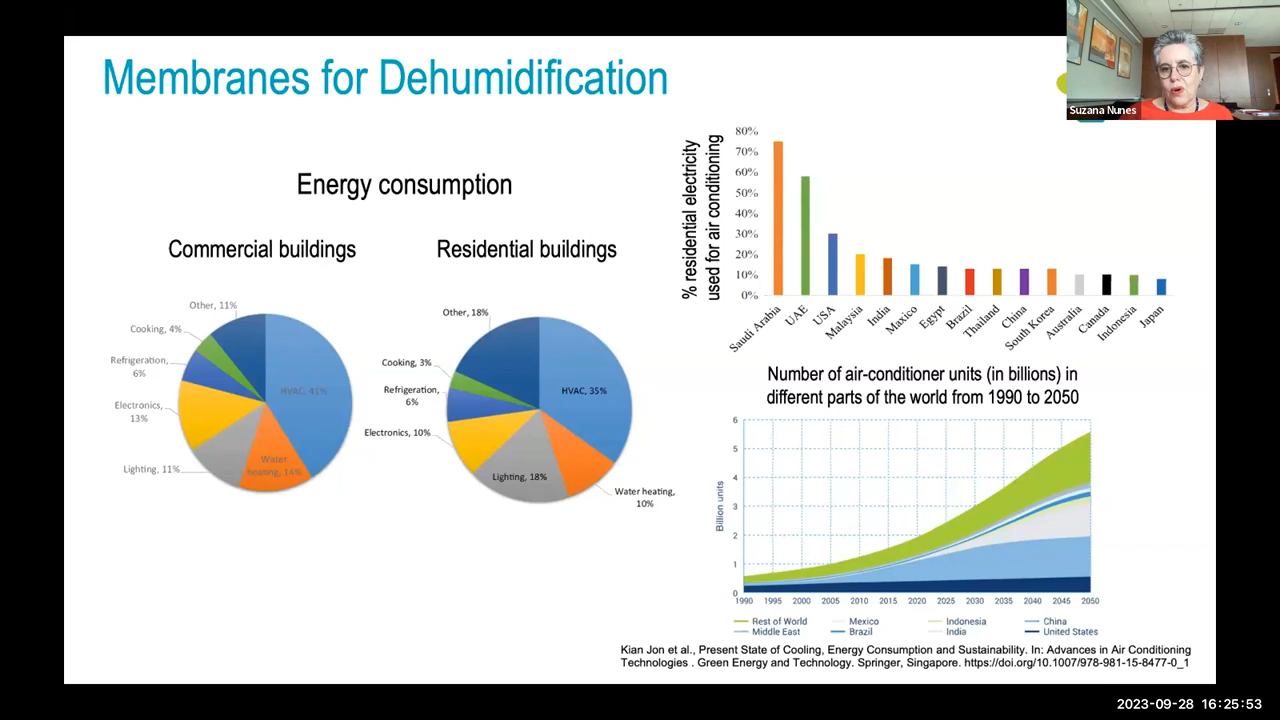 Membranes for Dehumidification
Suzana Nunes
Energy consumption
Commercial buildings
Residential buildings
Other, 11%
Cooking, 4%
Refrigeration,
6%
Electronics,
13%
Lighting, 11%
HVAC, 41%
Water
heating, 14%
Other, 18%
Cooking, 3%
Refrigeration,
6%
Electronics, 10%
Lighting, 18%
HVAC, 35%
Water heating,
10%
% residential electricity
used for air conditioning
80%
70%
60%
50%
40%
30%
20%
10%
0%
Saudi Arabia
UAE
USA
Malaysia
India
Mexico
Egypt
Brazil
Thailand
China
South Korea
Australia
Canada
Indonesia
Japan
Number of air-conditioner units (in billions) in
different parts of the world from 1990 to 2050
Billion units
6
5
4
3
2
1
0
1990 1995 2000 2005 2010 2015 2020 2025 2030 2035 2040 2045 2050
Rest of World Mexico Indonesia China
Middle East Brazil India United States
Kian Jon et al., Present State of Cooling, Energy Consumption and Sustainability. In: Advances in Air Conditioning
Technologies . Green Energy and Technology. Springer, Singapore. https://doi.org/10.1007/978-981-15-8477-0_1
2023-09-28 16:25:53